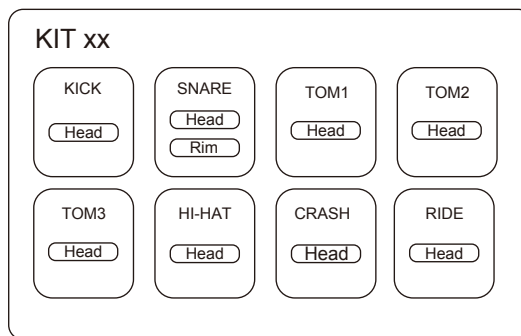 KIT xx
KICK
Head
SNARE
Head
Rim
TOM1
Head
TOM2
Head
TOM3
Head
HI-HAT
Head
CRASH
Head
RIDE
Head